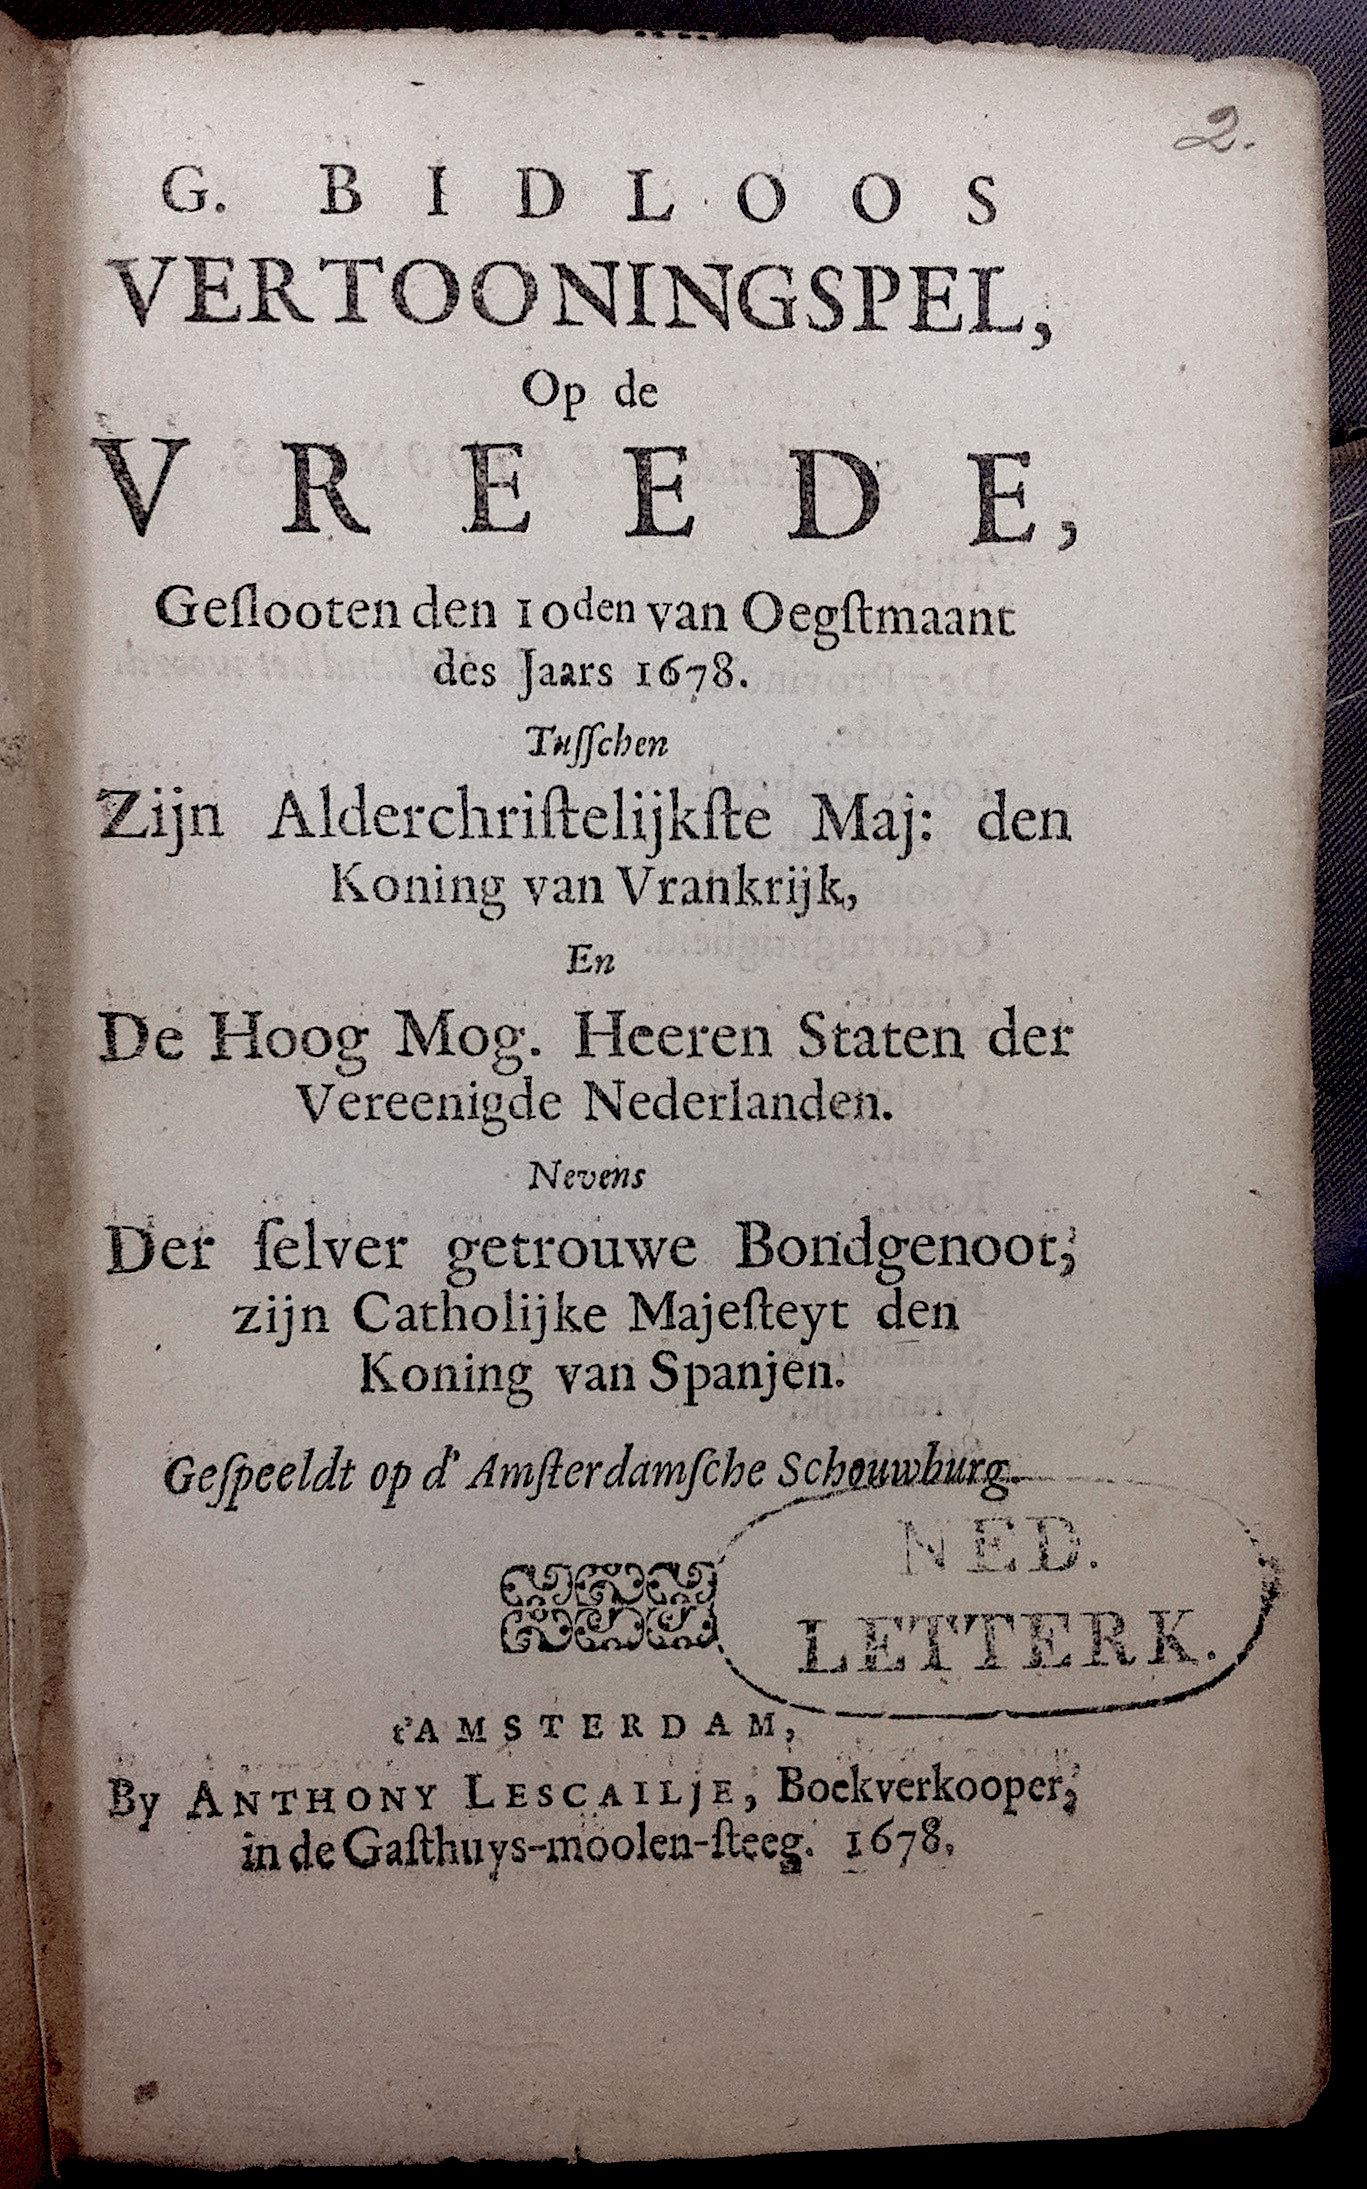 2.
G. BIDLOOS
VERTOONINGSPEL,
Op de
VREEDE,
Geſlooten den 10den van Oegſtmaant
des Jaars 1678.
Tuſſchen
Zijn Alderchriſtelijkſte Maj: den
Koning van Vrankrijk,
En
De Hoog Mog. Heeren Staten der
Vereenigde Nederlanden.
Nevens
Der ſelver getrouwe Bondgenoot,
zijn Catholijke Majeſteyt den
Koning van Spanjen.
Geſpeeldt op d' Amſterdamſche Schouwburg.
NED.
LETTERK.
t'AMSTERDAM,
By ANTHONY LESCAILJE, Boekverkooper,
in de Gaſthuys-moolen-ſteeg. 1678.